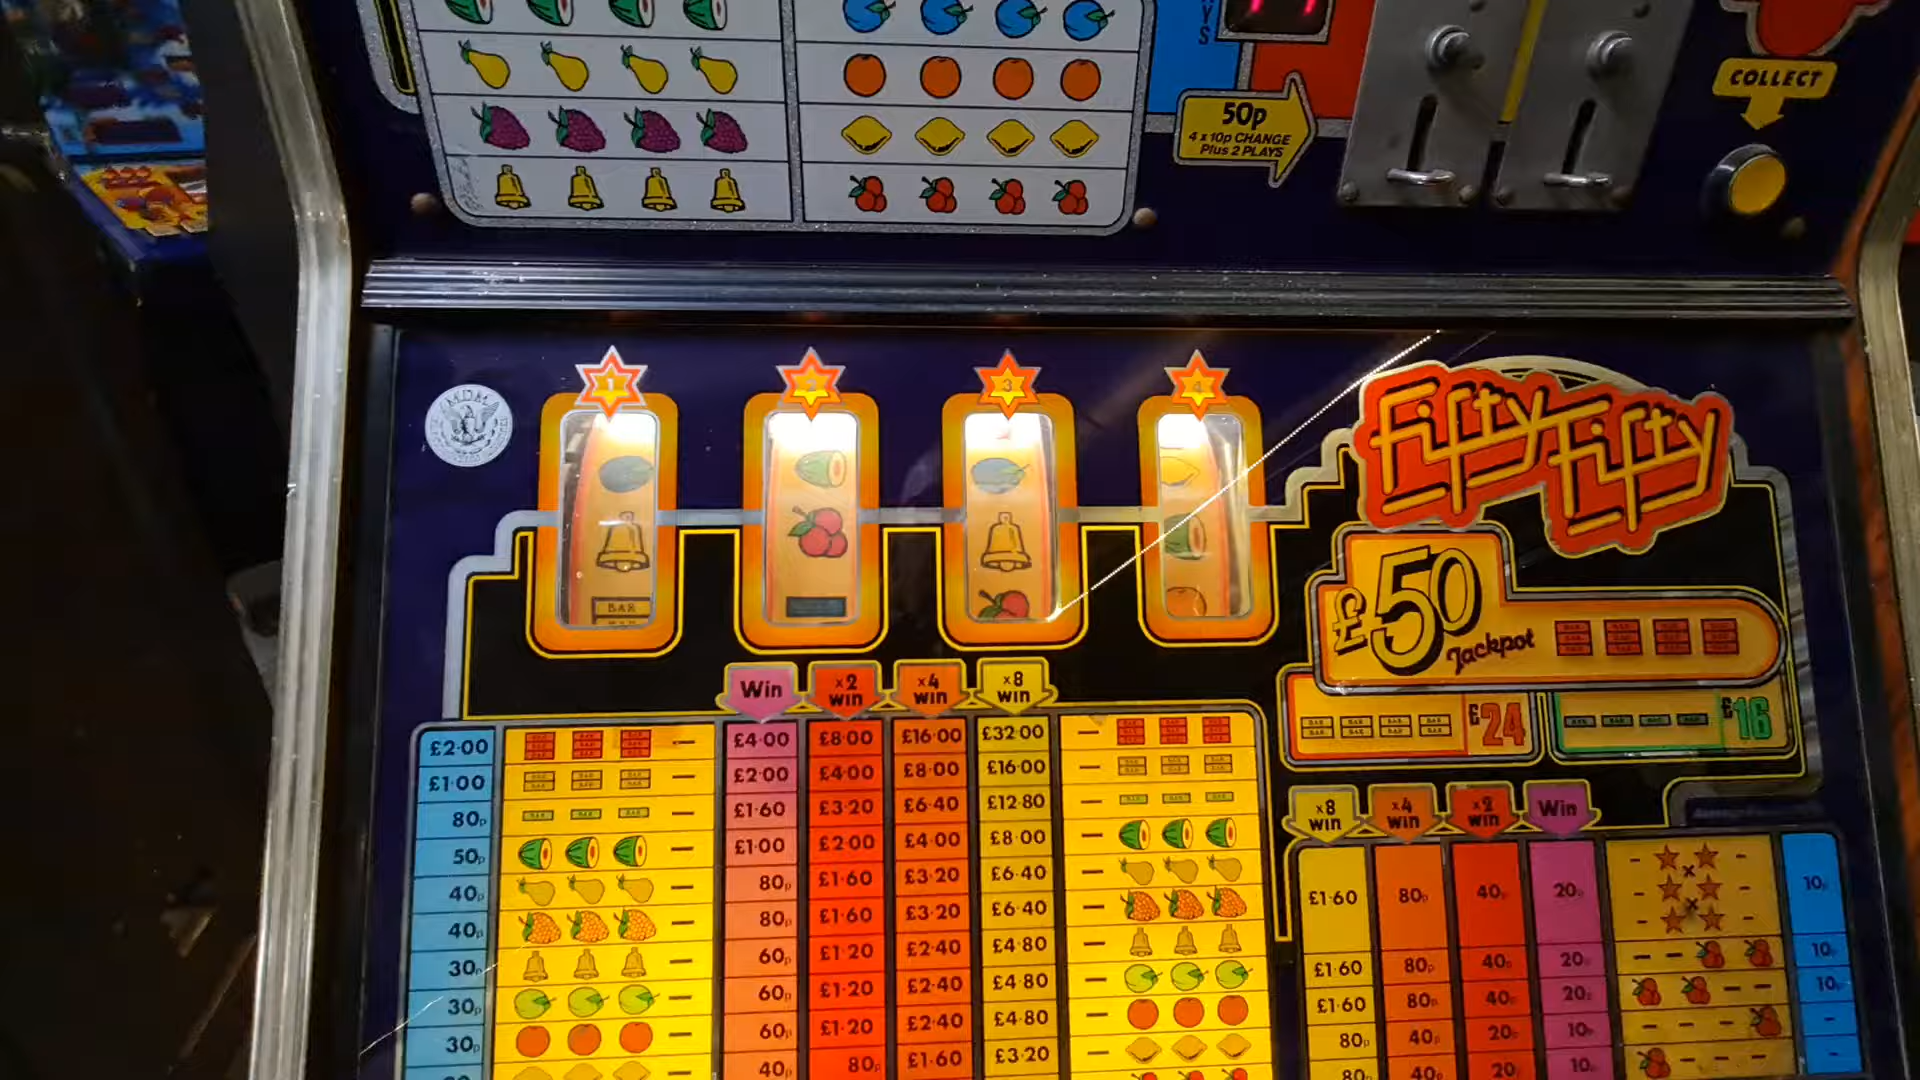 COLLECT
50p
4 x 10p CHANGE
Plus 2 PLAYS
1
2
3
4
MDM
Fifty
Fifty
BAR
£50
Jackpot
£24
£16
Win
x2
win
x4
win
x8
win
£2·00 £4·00 £8·00 £16·00 £32·00
£1·00 £2·00 £4·00 £8·00 £16·00
80p £1·60 £3·20 £6·40 £12·80
50p £1·00 £2·00 £4·00 £8·00
40p 80p £1·60 £3·20 £6·40
40p 80p £1·60 £3·20 £6·40
30p 60p £1·20 £2·40 £4·80
30p 60p £1·20 £2·40 £4·80
30p 60p £1·20 £2·40 £4·80
40p 80p £1·60 £3·20
x8
win
x4
win
x2
win
Win
£1·60 80p 40p 20p 10p
£1·60 80p 40p 20p 10p
£1·60 80p 40p 20p 10p
80p 40p 20p 10p -
80p 40p 20p 10p -